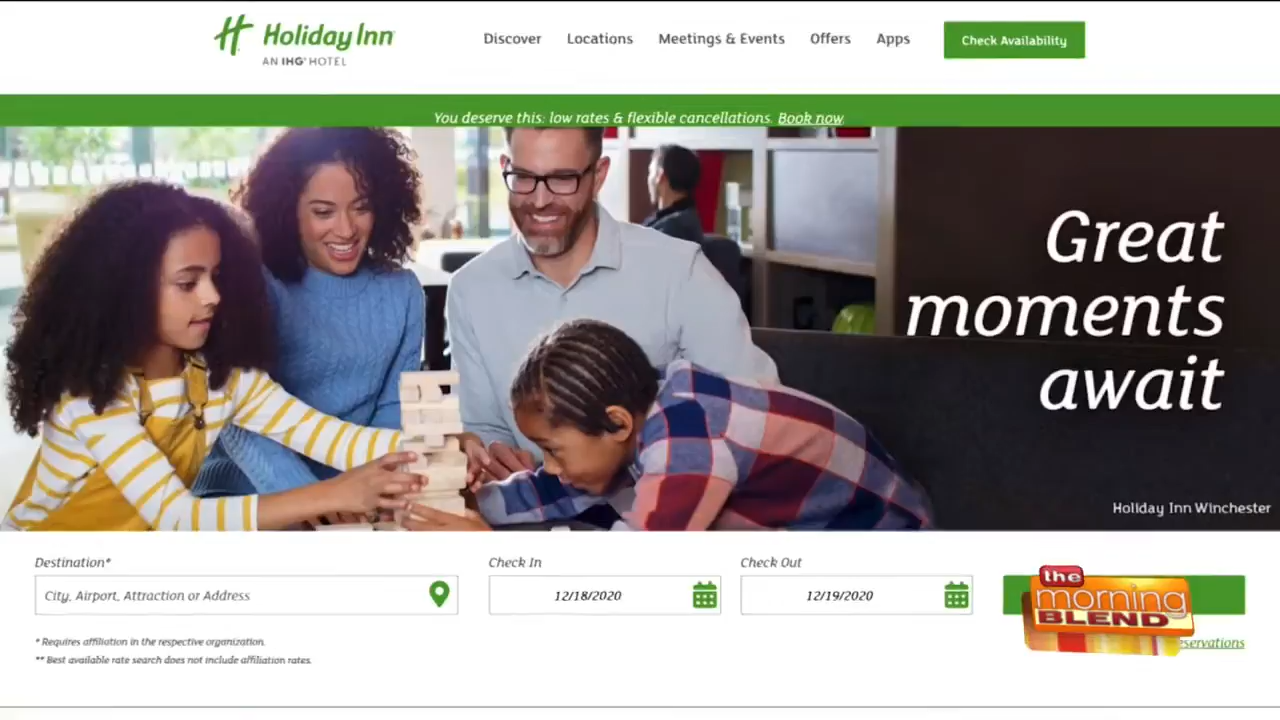 Holiday Inn
AN IHG® HOTEL
Discover
Locations
Meetings & Events
Offers
Apps
Check Availability
You deserve this: low rates & flexible cancellations. Book now.
Great
moments
await
Holiday Inn Winchester
Destination*
Check In
Check Out
City, Airport, Attraction or Address
12/18/2020
12/19/2020
the
morning
BLEND
* Requires affiliation in the respective organization.
** Best available rate search does not include affiliation rates.